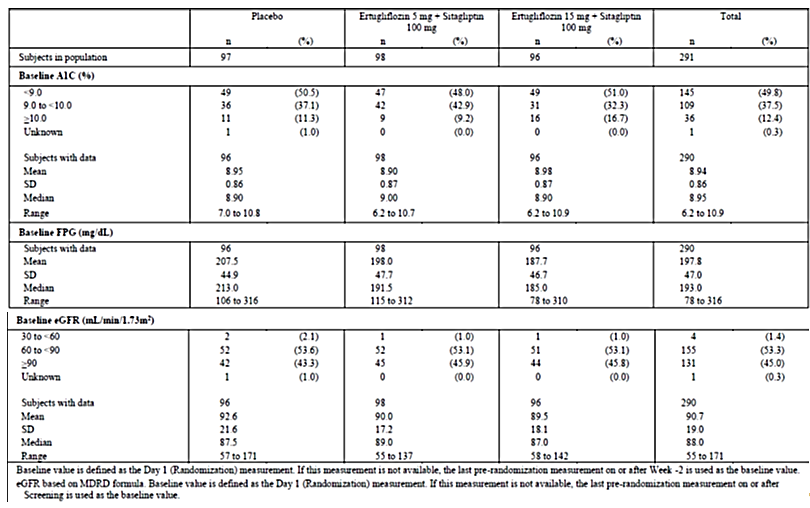 Placebo Ertugliflozin 5 mg + Sitagliptin 100 mg Ertugliflozin 15 mg + Sitagliptin 100 mg Total
n (%) n (%) n (%) n (%)
Subjects in population 97 98 96 291
Baseline A1C (%)
<9.0 49 (50.5) 47 (48.0) 49 (51.0) 145 (49.8)
9.0 to <10.0 36 (37.1) 42 (42.9) 31 (32.3) 109 (37.5)
≥10.0 11 (11.3) 9 (9.2) 16 (16.7) 36 (12.4)
Unknown 1 (1.0) 0 (0.0) 0 (0.0) 1 (0.3)
Subjects with data 96 98 96 290
Mean 8.95 8.90 8.98 8.94
SD 0.86 0.87 0.87 0.86
Median 8.90 9.00 8.90 8.95
Range 7.0 to 10.8 6.2 to 10.7 6.2 to 10.9 6.2 to 10.9
Baseline FPG (mg/dL)
Subjects with data 96 98 96 290
Mean 207.5 198.0 187.7 197.8
SD 44.9 47.7 46.7 47.0
Median 213.0 191.5 185.0 193.0
Range 106 to 316 115 to 312 78 to 310 78 to 316
Baseline eGFR (mL/min/1.73m²)
30 to <60 2 (2.1) 1 (1.0) 1 (1.0) 4 (1.4)
60 to <90 52 (53.6) 52 (53.1) 51 (53.1) 155 (53.3)
≥90 42 (43.3) 45 (45.9) 44 (45.8) 131 (45.0)
Unknown 1 (1.0) 0 (0.0) 0 (0.0) 1 (0.3)
Subjects with data 96 98 96 290
Mean 92.6 90.0 89.5 90.7
SD 21.6 17.2 18.1 19.0
Median 87.5 89.0 87.0 88.0
Range 57 to 171 55 to 137 58 to 142 55 to 171
Baseline value is defined as the Day 1 (Randomization) measurement. If this measurement is not available, the last pre-randomization measurement on or after Week -2 is used as the baseline value.
eGFR based on MDRD formula. Baseline value is defined as the Day 1 (Randomization) measurement. If this measurement is not available, the last pre-randomization measurement on or after
Screening is used as the baseline value.